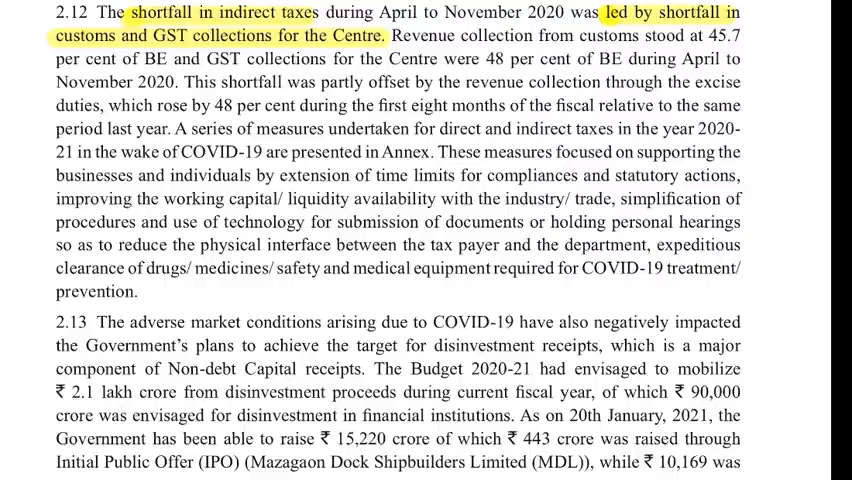 2.12 The shortfall in indirect taxes during April to November 2020 was led by shortfall in
customs and GST collections for the Centre. Revenue collection from customs stood at 45.7
per cent of BE and GST collections for the Centre were 48 per cent of BE during April to
November 2020. This shortfall was partly offset by the revenue collection through the excise
duties, which rose by 48 per cent during the first eight months of the fiscal relative to the same
period last year. A series of measures undertaken for direct and indirect taxes in the year 2020-
21 in the wake of COVID-19 are presented in Annex. These measures focused on supporting the
businesses and individuals by extension of time limits for compliances and statutory actions,
improving the working capital/ liquidity availability with the industry/ trade, simplification of
procedures and use of technology for submission of documents or holding personal hearings
so as to reduce the physical interface between the tax payer and the department, expeditious
clearance of drugs/ medicines/ safety and medical equipment required for COVID-19 treatment/
prevention.
2.13 The adverse market conditions arising due to COVID-19 have also negatively impacted
the Government's plans to achieve the target for disinvestment receipts, which is a major
component of Non-debt Capital receipts. The Budget 2020-21 had envisaged to mobilize
₹ 2.1 lakh crore from disinvestment proceeds during current fiscal year, of which ₹ 90,000
crore was envisaged for disinvestment in financial institutions. As on 20th January, 2021, the
Government has been able to raise ₹ 15,220 crore of which ₹ 443 crore was raised through
Initial Public Offer (IPO) (Mazagaon Dock Shipbuilders Limited (MDL)), while ₹ 10,169 was